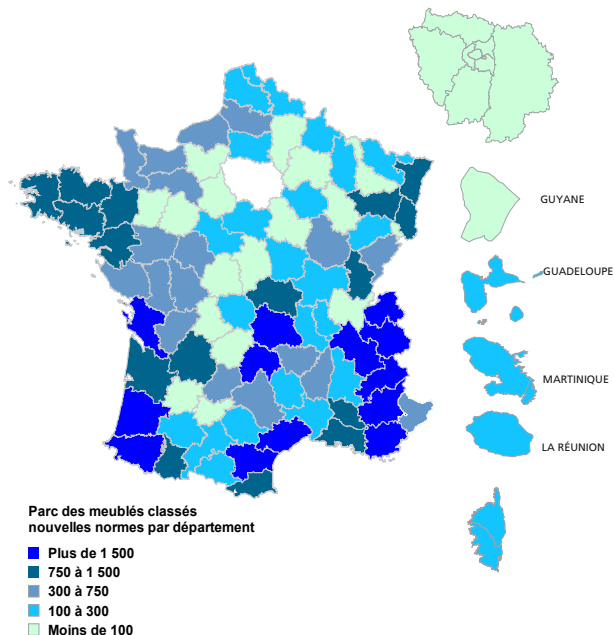 GUYANE
GUADELOUPE
MARTINIQUE
LA RÉUNION
Parc des meublés classés
nouvelles normes par département
Plus de 1 500
750 à 1 500
300 à 750
100 à 300
Moins de 100